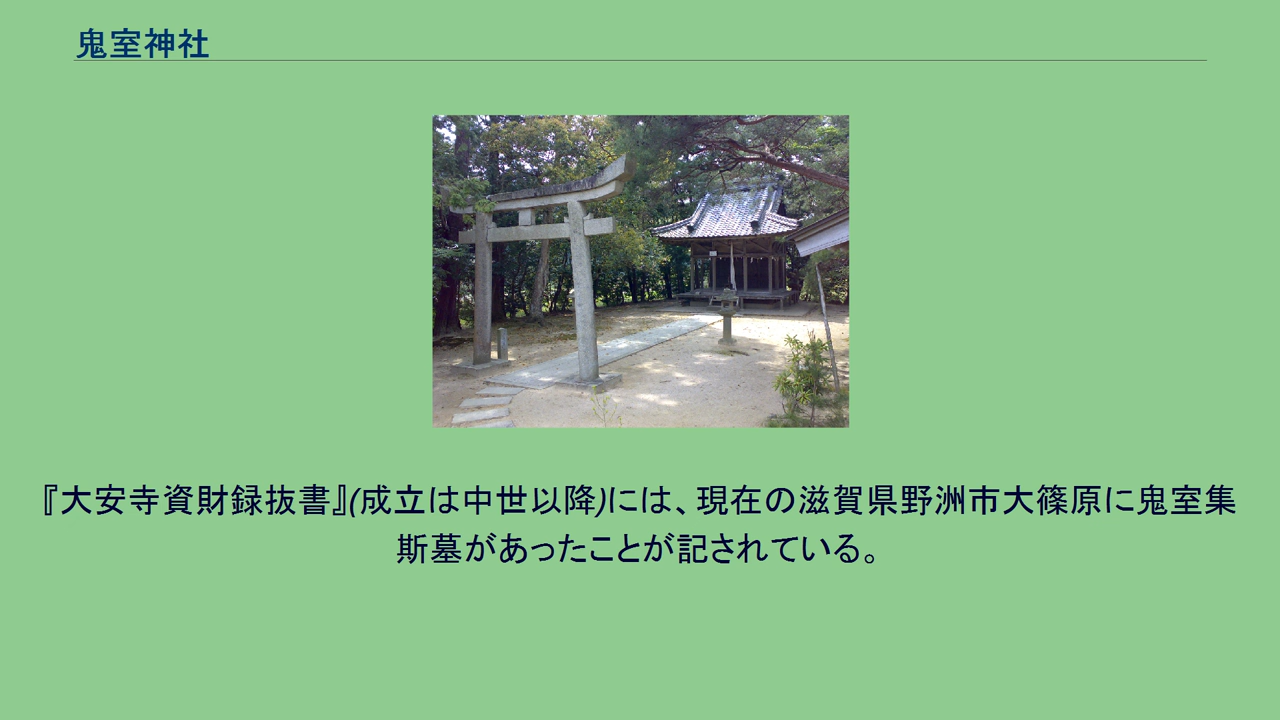 鬼室神社
『大安寺資財録抜書』(成立は中世以降)には、現在の滋賀県野洲市大篠原に鬼室集
斯墓があったことが記されている。